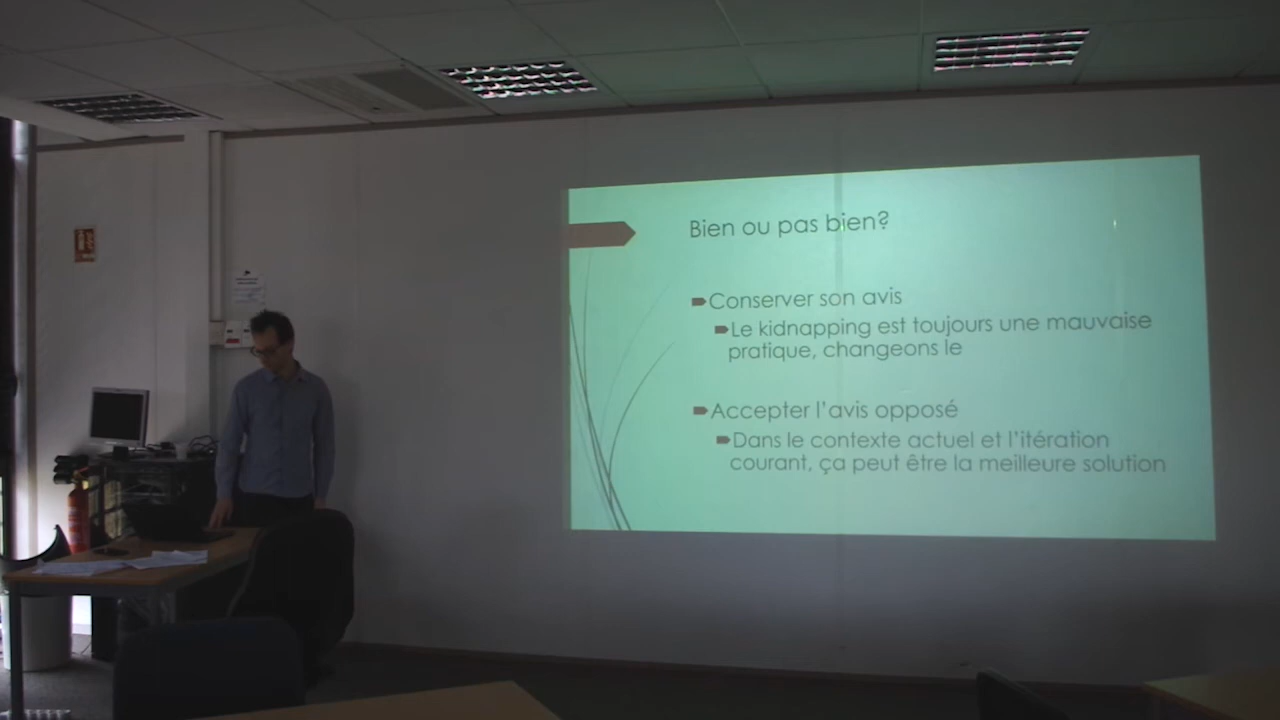 Bien ou pas bien?
Conserver son avis
Le kidnapping est toujours une mauvaise
pratique, changeons le
Accepter l'avis opposé
Dans le contexte actuel et l'itération
courant, ça peut être la meilleure solution